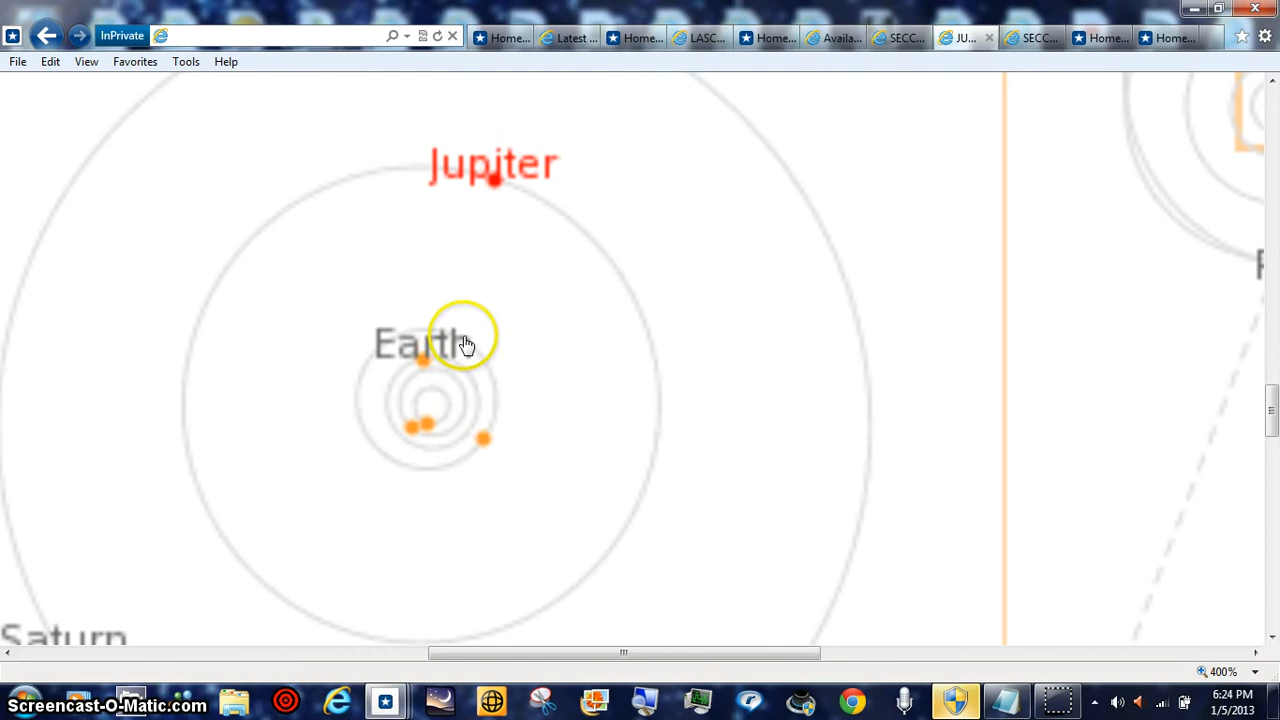 InPrivate
Home...
Latest ...
Home...
LASC...
Home...
Availa...
SECC...
JU...
SECC...
Home...
Home...
File Edit View Favorites Tools Help
Jupiter
Earth
Saturn
400%
Screencast-O-Matic.com
6:24 PM
1/5/2013